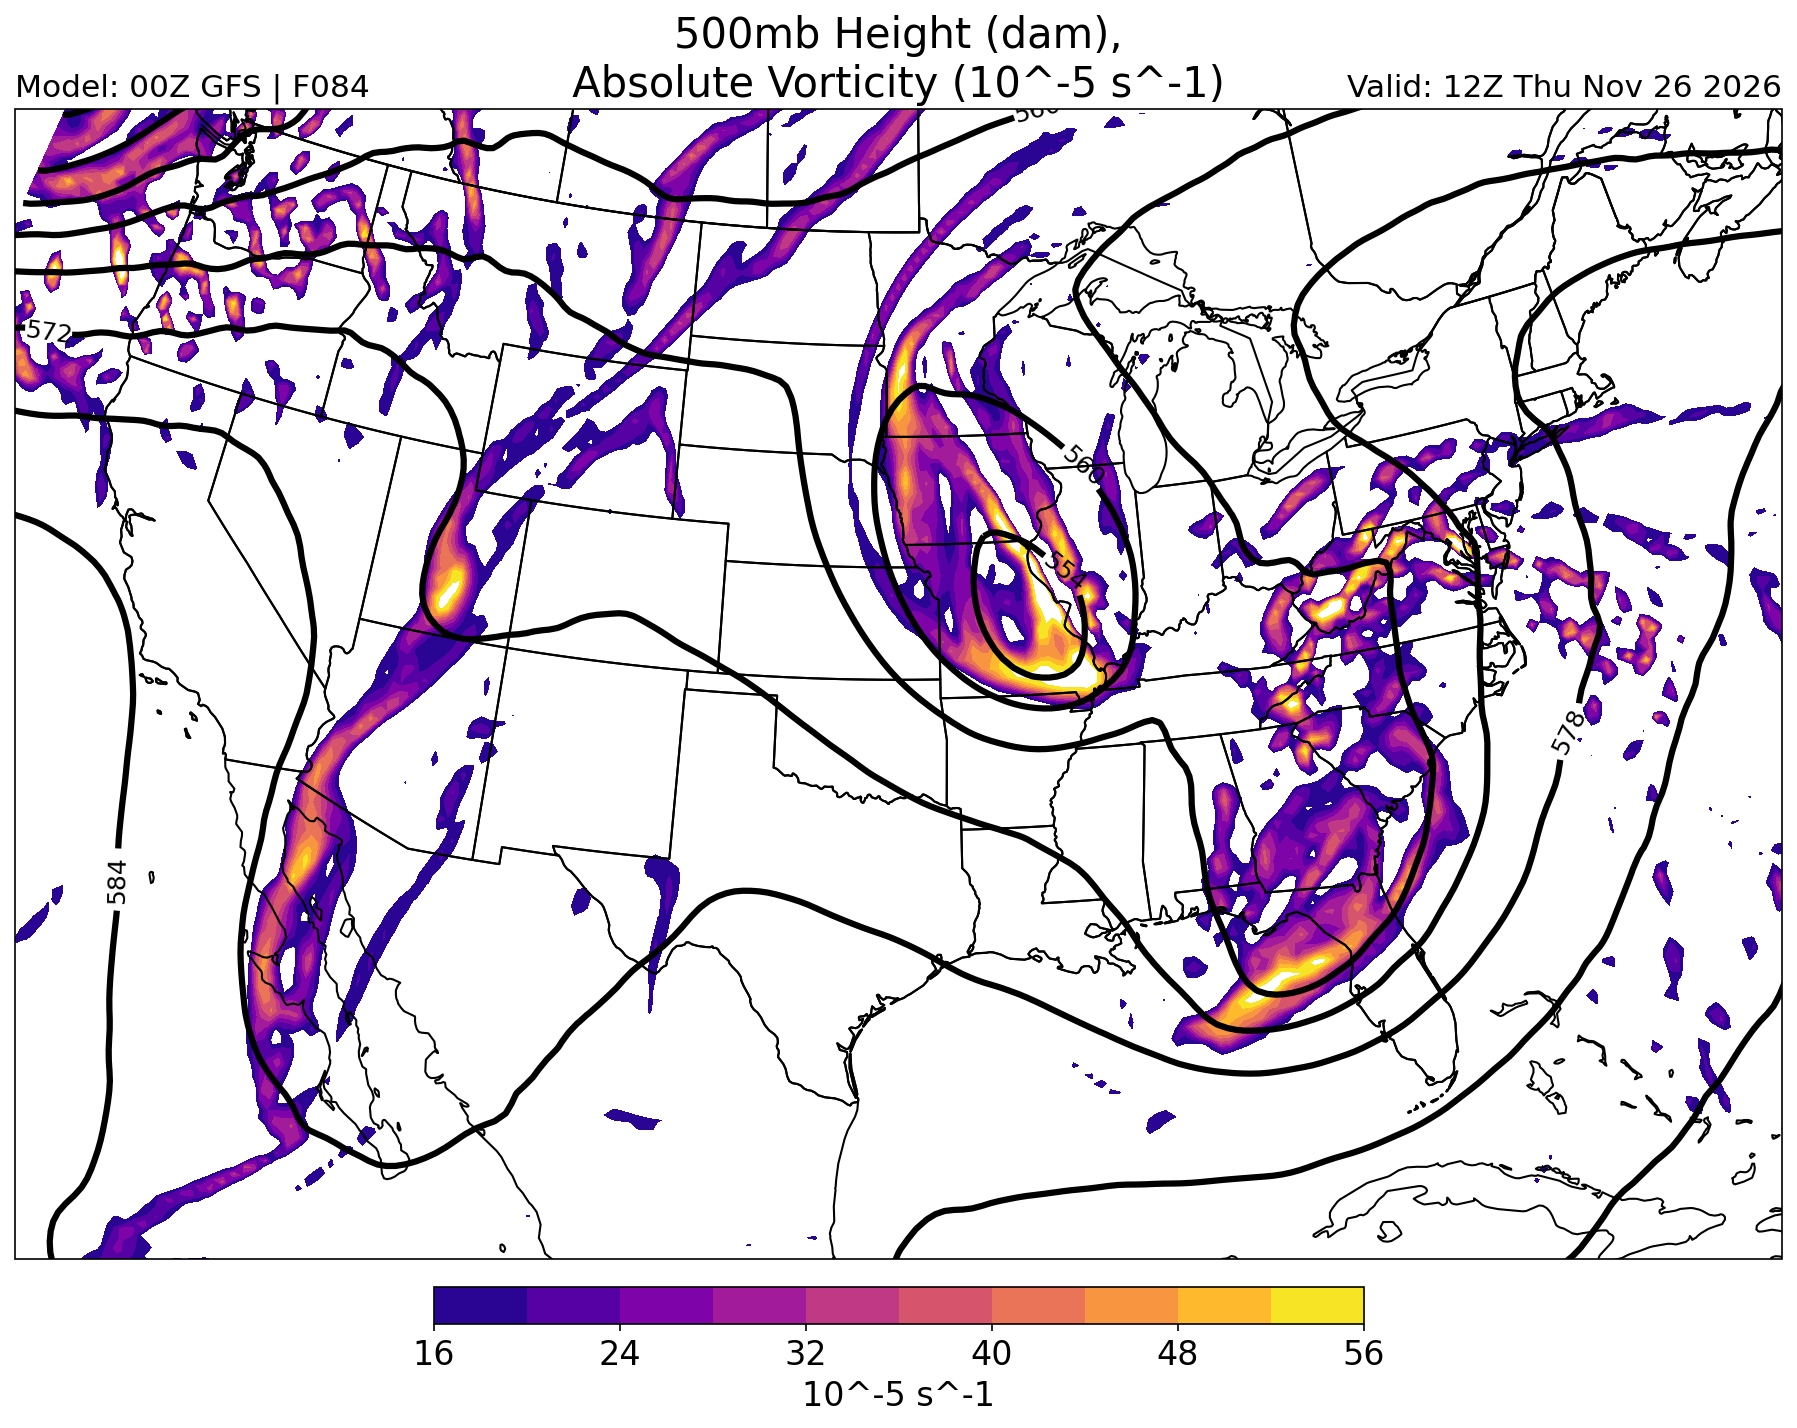 500mb Height (dam),
Model: 00Z GFS | F084
Absolute Vorticity (10^-5 s^-1)
Valid: 12Z Thu Nov 26 2026
572
560
554
578
584
16
24
32
40
48
56
10^-5 s^-1